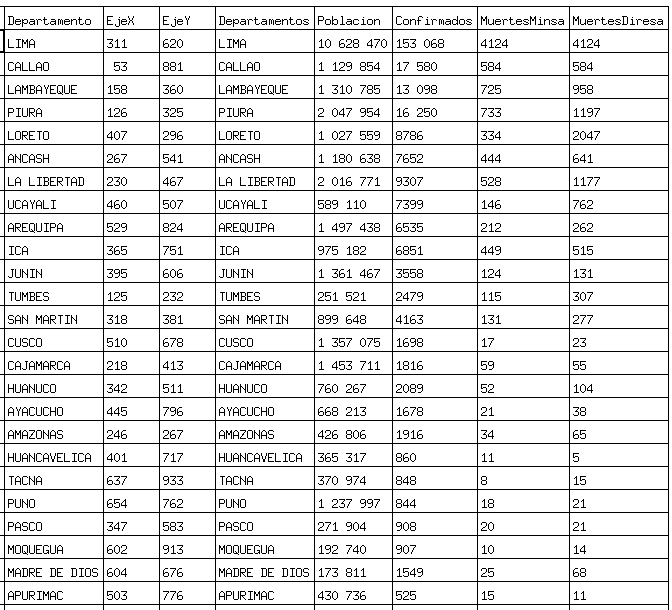 Departamento EjeX EjeY Departamentos Poblacion Confirmados MuertesMinsa MuertesDiresa
LIMA 311 620 LIMA 10 628 470 153 068 4124 4124
CALLAO 53 881 CALLAO 1 129 854 17 580 584 584
LAMBAYEQUE 158 360 LAMBAYEQUE 1 310 785 13 098 725 958
PIURA 126 325 PIURA 2 047 954 16 250 733 1197
LORETO 407 296 LORETO 1 027 559 8786 334 2047
ANCASH 267 541 ANCASH 1 180 638 7652 444 641
LA LIBERTAD 230 467 LA LIBERTAD 2 016 771 9307 528 1177
UCAYALI 460 507 UCAYALI 589 110 7399 146 762
AREQUIPA 529 824 AREQUIPA 1 497 438 6535 212 262
ICA 365 751 ICA 975 182 6851 449 515
JUNIN 395 606 JUNIN 1 361 467 3558 124 131
TUMBES 125 232 TUMBES 251 521 2479 115 307
SAN MARTIN 318 381 SAN MARTIN 899 648 4163 131 277
CUSCO 510 678 CUSCO 1 357 075 1698 17 23
CAJAMARCA 218 413 CAJAMARCA 1 453 711 1816 59 55
HUANUCO 342 511 HUANUCO 760 267 2089 52 104
AYACUCHO 445 796 AYACUCHO 668 213 1678 21 38
AMAZONAS 246 267 AMAZONAS 426 806 1916 34 65
HUANCAVELICA 401 717 HUANCAVELICA 365 317 860 11 5
TACNA 637 933 TACNA 370 974 848 8 15
PUNO 654 762 PUNO 1 237 997 844 18 21
PASCO 347 583 PASCO 271 904 908 20 21
MOQUEGUA 602 913 MOQUEGUA 192 740 907 10 14
MADRE DE DIOS 604 676 MADRE DE DIOS 173 811 1549 25 68
APURIMAC 503 776 APURIMAC 430 736 525 15 11